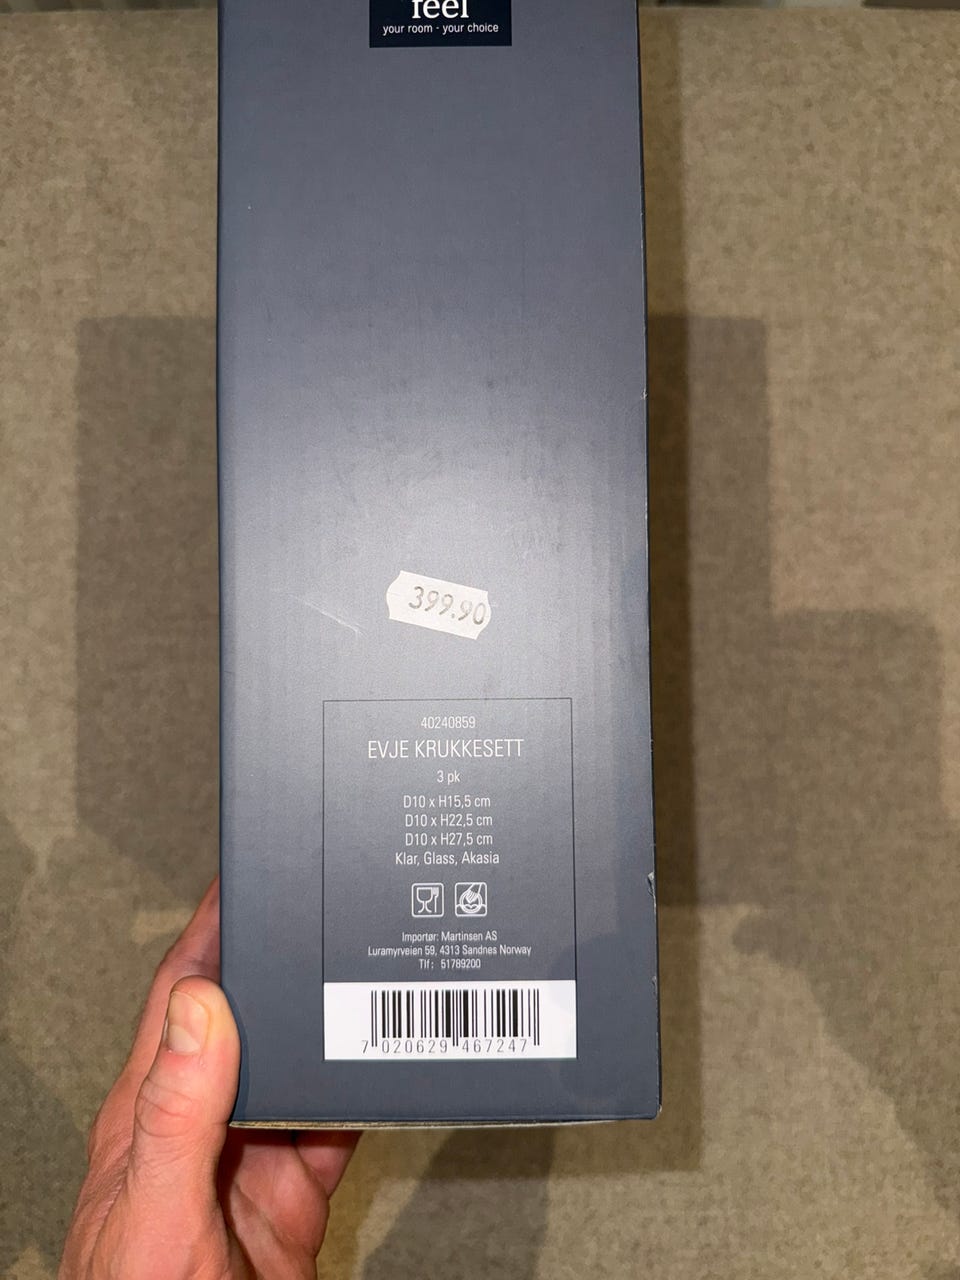 feel
your room - your choice
399.90
40240859
EVJE KRUKKESETT
3 pk
D10 x H15,5 cm
D10 x H22,5 cm
D10 x H27,5 cm
Klar, Glass, Akasia
Importør: Martinsen AS
Luramyrveien 59, 4313 Sandnes Norway
Tlf: 51789200
7 020629 467247